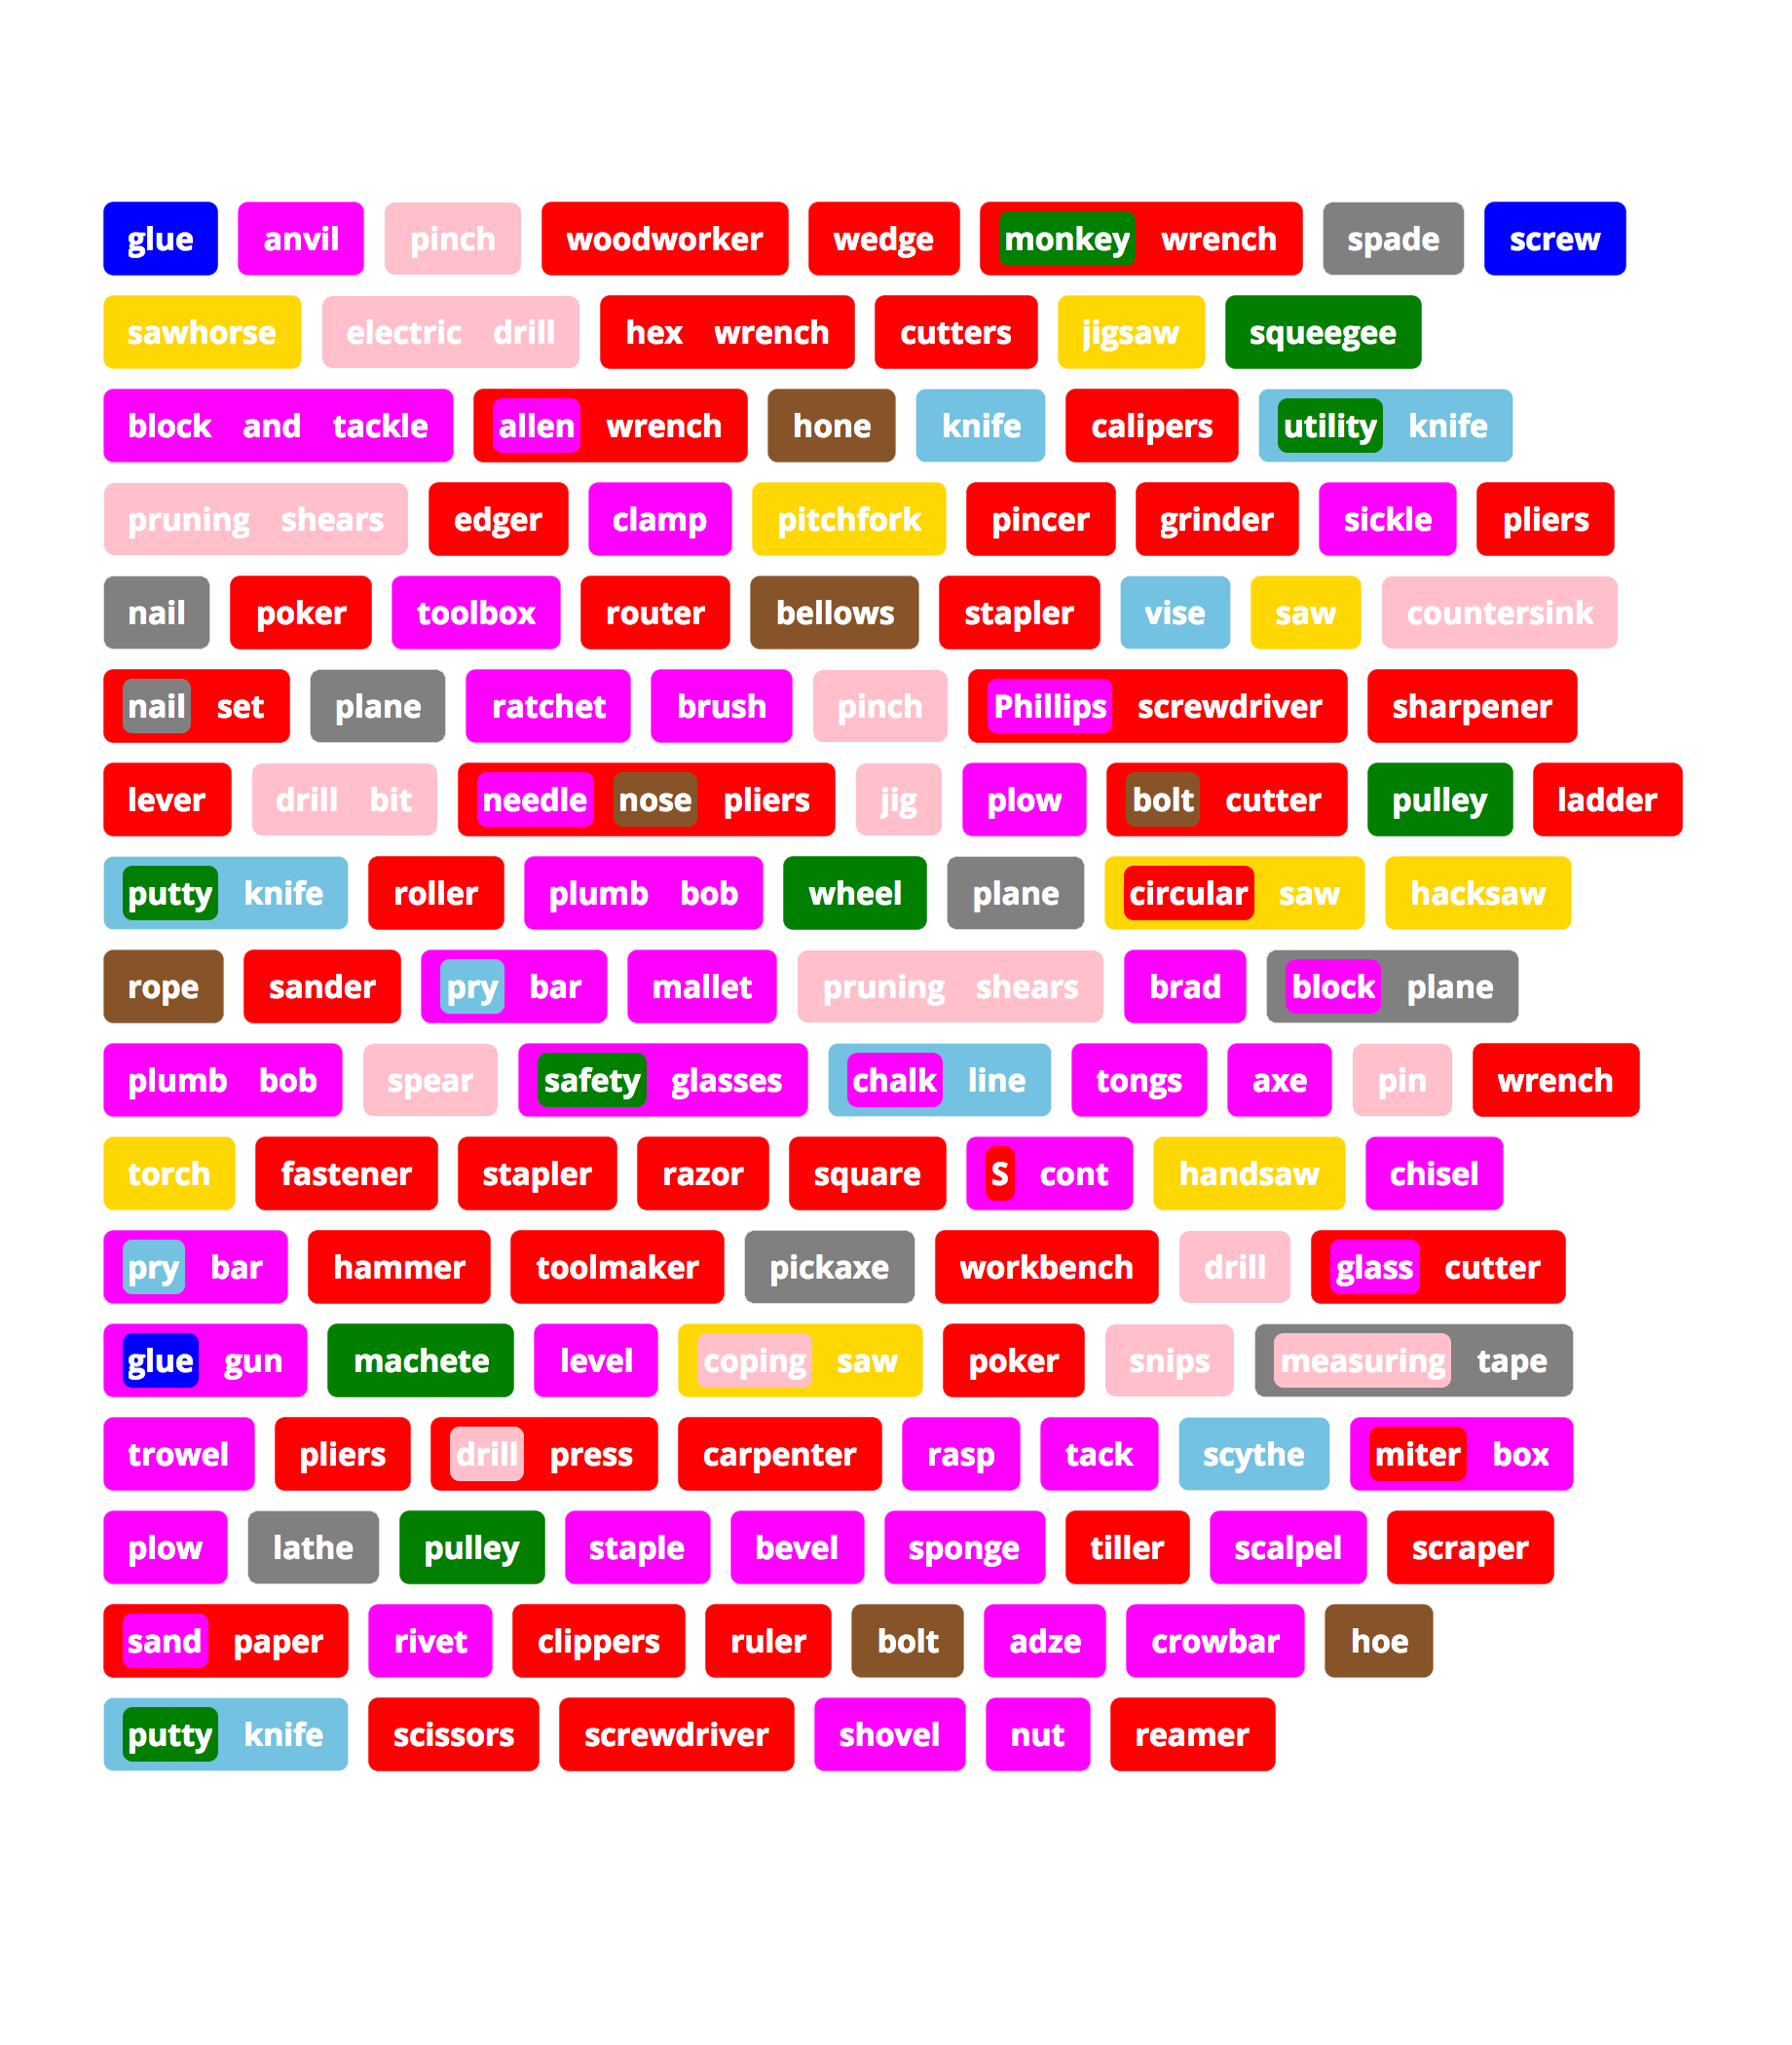 glue anvil pinch woodworker wedge monkey wrench spade screw
sawhorse electric drill hex wrench cutters jigsaw squeegee
block and tackle allen wrench hone knife calipers utility knife
pruning shears edger clamp pitchfork pincer grinder sickle pliers
nail poker toolbox router bellows stapler vise saw countersink
nail set plane ratchet brush pinch Phillips screwdriver sharpener
lever drill bit needle nose pliers jig plow bolt cutter pulley ladder
putty knife roller plumb bob wheel plane circular saw hacksaw
rope sander pry bar mallet pruning shears brad block plane
plumb bob spear safety glasses chalk line tongs axe pin wrench
torch fastener stapler razor square S cont handsaw chisel
pry bar hammer toolmaker pickaxe workbench drill glass cutter
glue gun machete level coping saw poker snips measuring tape
trowel pliers drill press carpenter rasp tack scythe miter box
plow lathe pulley staple bevel sponge tiller scalpel scraper
sand paper rivet clippers ruler bolt adze crowbar hoe
putty knife scissors screwdriver shovel nut reamer